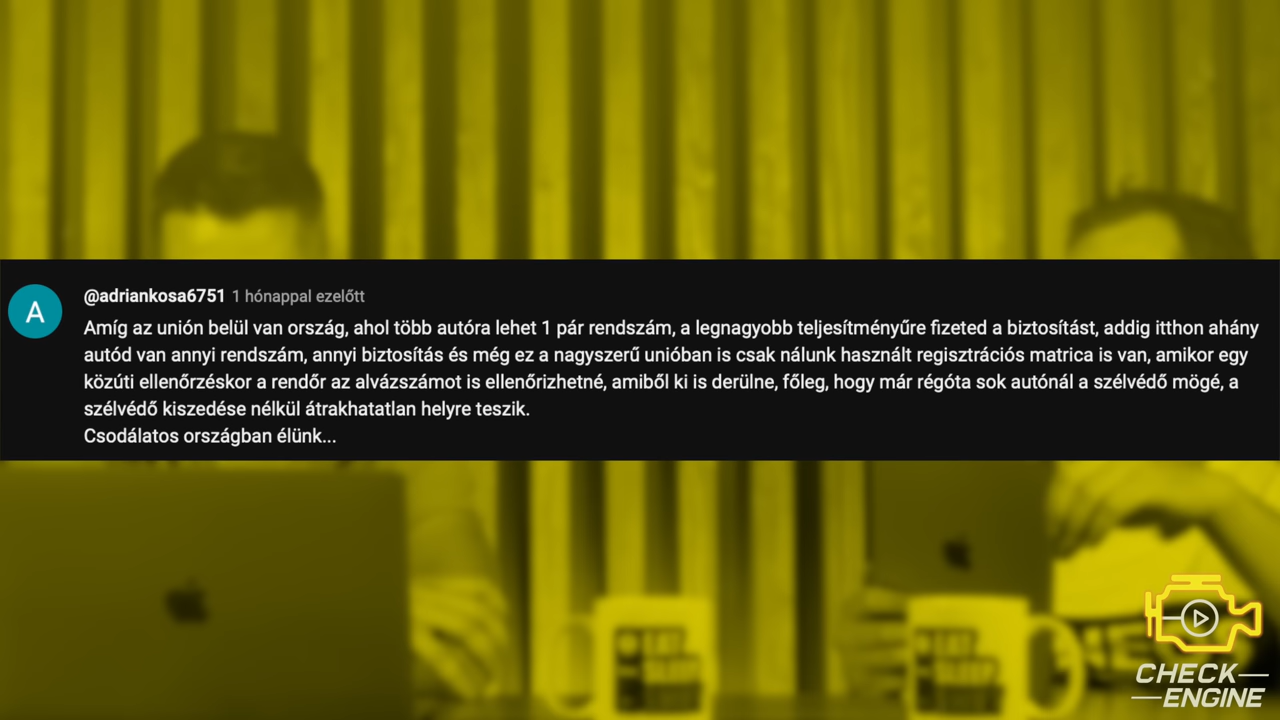 @adriankosa6751 1 hónappal ezelőtt
A
Amíg az unión belül van ország, ahol több autóra lehet 1 pár rendszám, a legnagyobb teljesítményűre fizeted a biztosítást, addig itthon ahány
autód van annyi rendszám, annyi biztosítás és még ez a nagyszerű unióban is csak nálunk használt regisztrációs matrica is van, amikor egy
közúti ellenőrzéskor a rendőr az alvázszámot is ellenőrizhetné, amiből ki is derülne, főleg, hogy már régóta sok autónál a szélvédő mögé, a
szélvédő kiszedése nélkül átrakhatatlan helyre teszik.
Csodálatos országban élünk...
EAT
SLEEP
CHECK
ENGINE